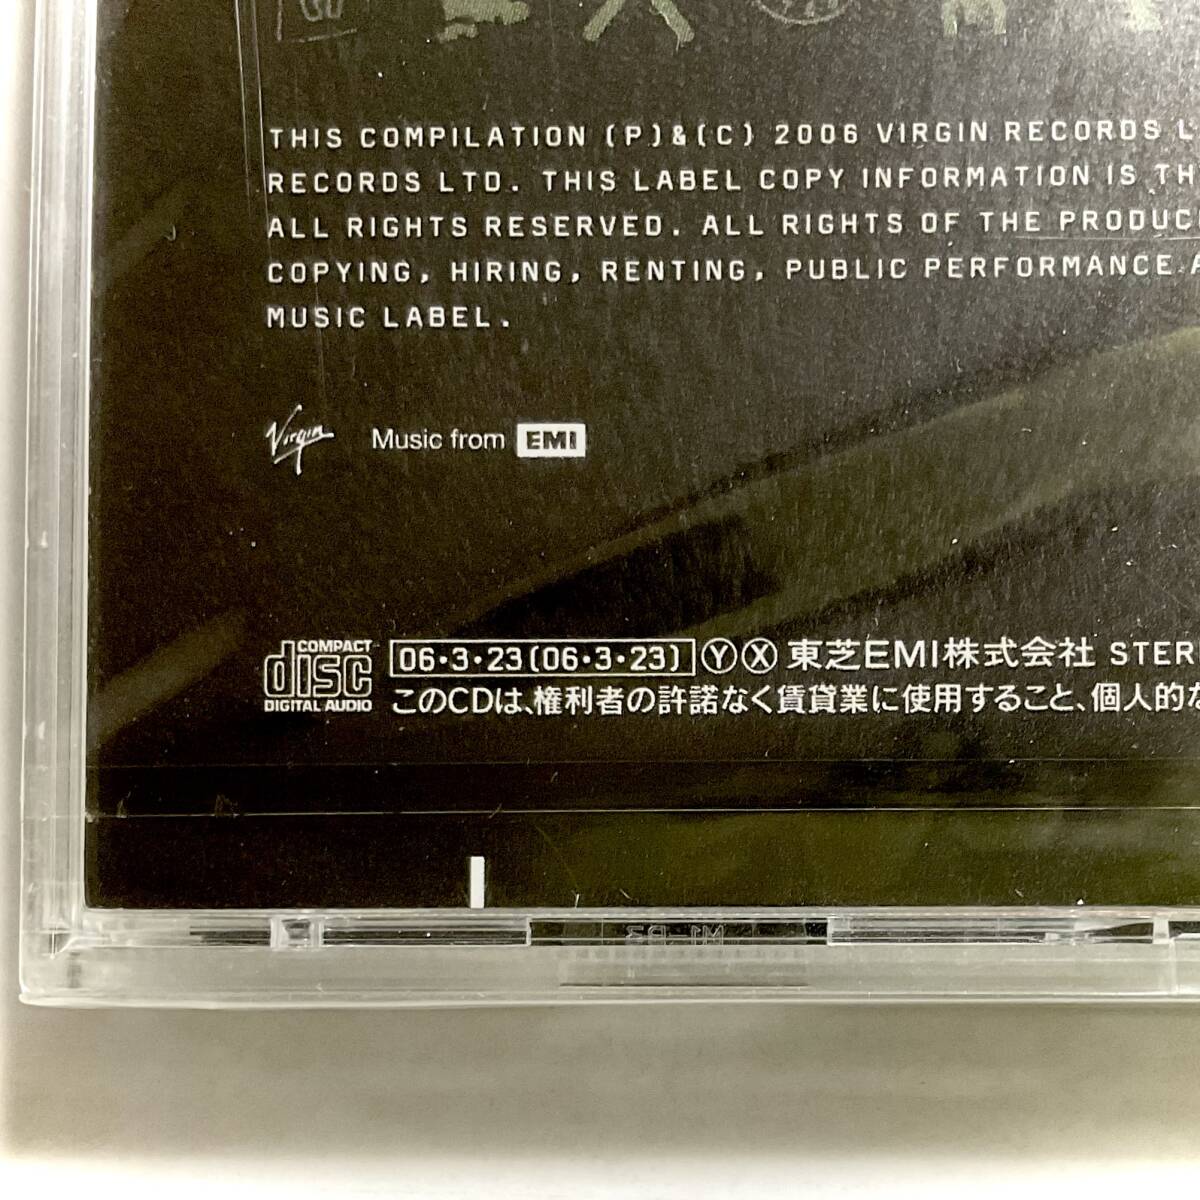 THIS COMPILATION (P)&(C) 2006 VIRGIN RECORDS L
RECORDS LTD. THIS LABEL COPY INFORMATION IS TH
ALL RIGHTS RESERVED. ALL RIGHTS OF THE PRODUC
COPYING, HIRING, RENTING, PUBLIC PERFORMANCE A
MUSIC LABEL.
Virgin Music from EMI
COMPACT disc DIGITAL AUDIO
06・3・23(06・3・23) Ⓨ Ⓧ 東芝EMI株式会社 STER
このCDは、権利者の許諾なく賃貸業に使用すること、個人的な